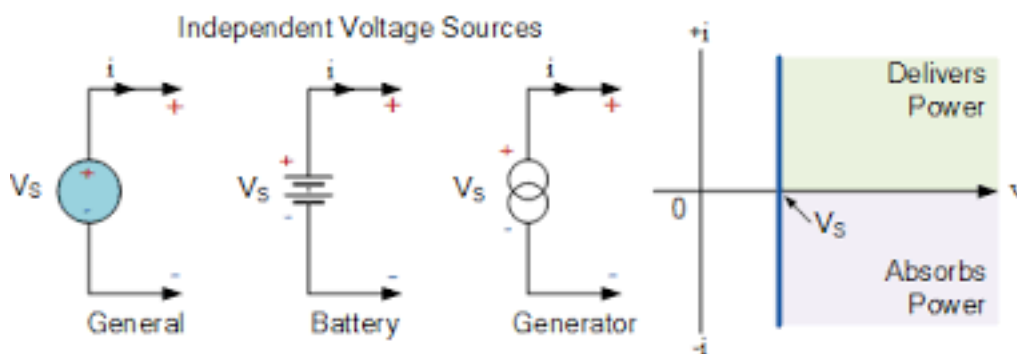 Independent Voltage Sources
i
+
VS
+
-
-
General
i
+
+
VS
-
-
Battery
i
+
+
VS
-
-
Generator
+i
Delivers
Power
0
VS
v
Absorbs
Power
-i